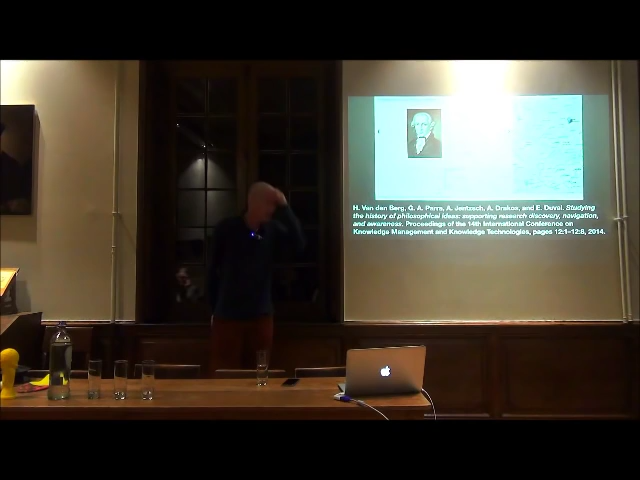 H. Van den Berg, G. A. Parra, A. Jentzsch, A. Drakos, and E. Duval. Studying
the history of philosophical ideas: supporting research discovery, navigation,
and awareness. Proceedings of the 14th International Conference on
Knowledge Management and Knowledge Technologies, pages 12:1–12:8, 2014.